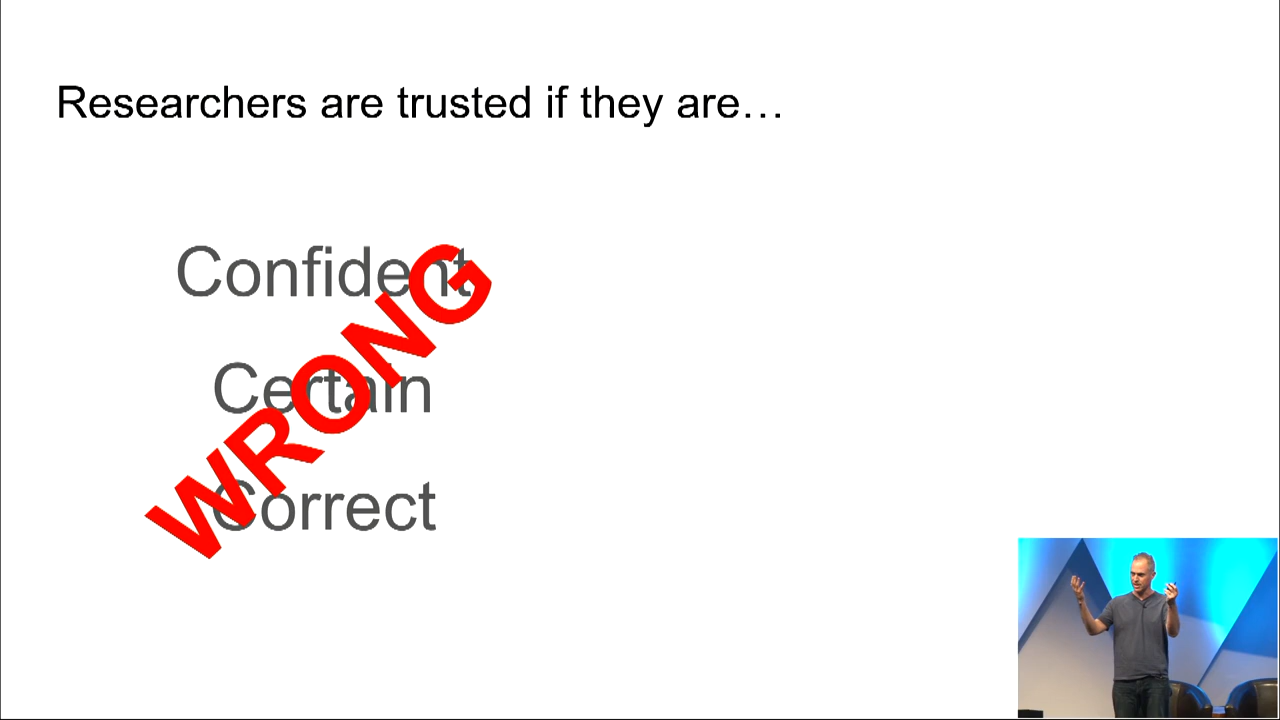 Researchers are trusted if they are…
Confident
Certain
Correct
WRONG